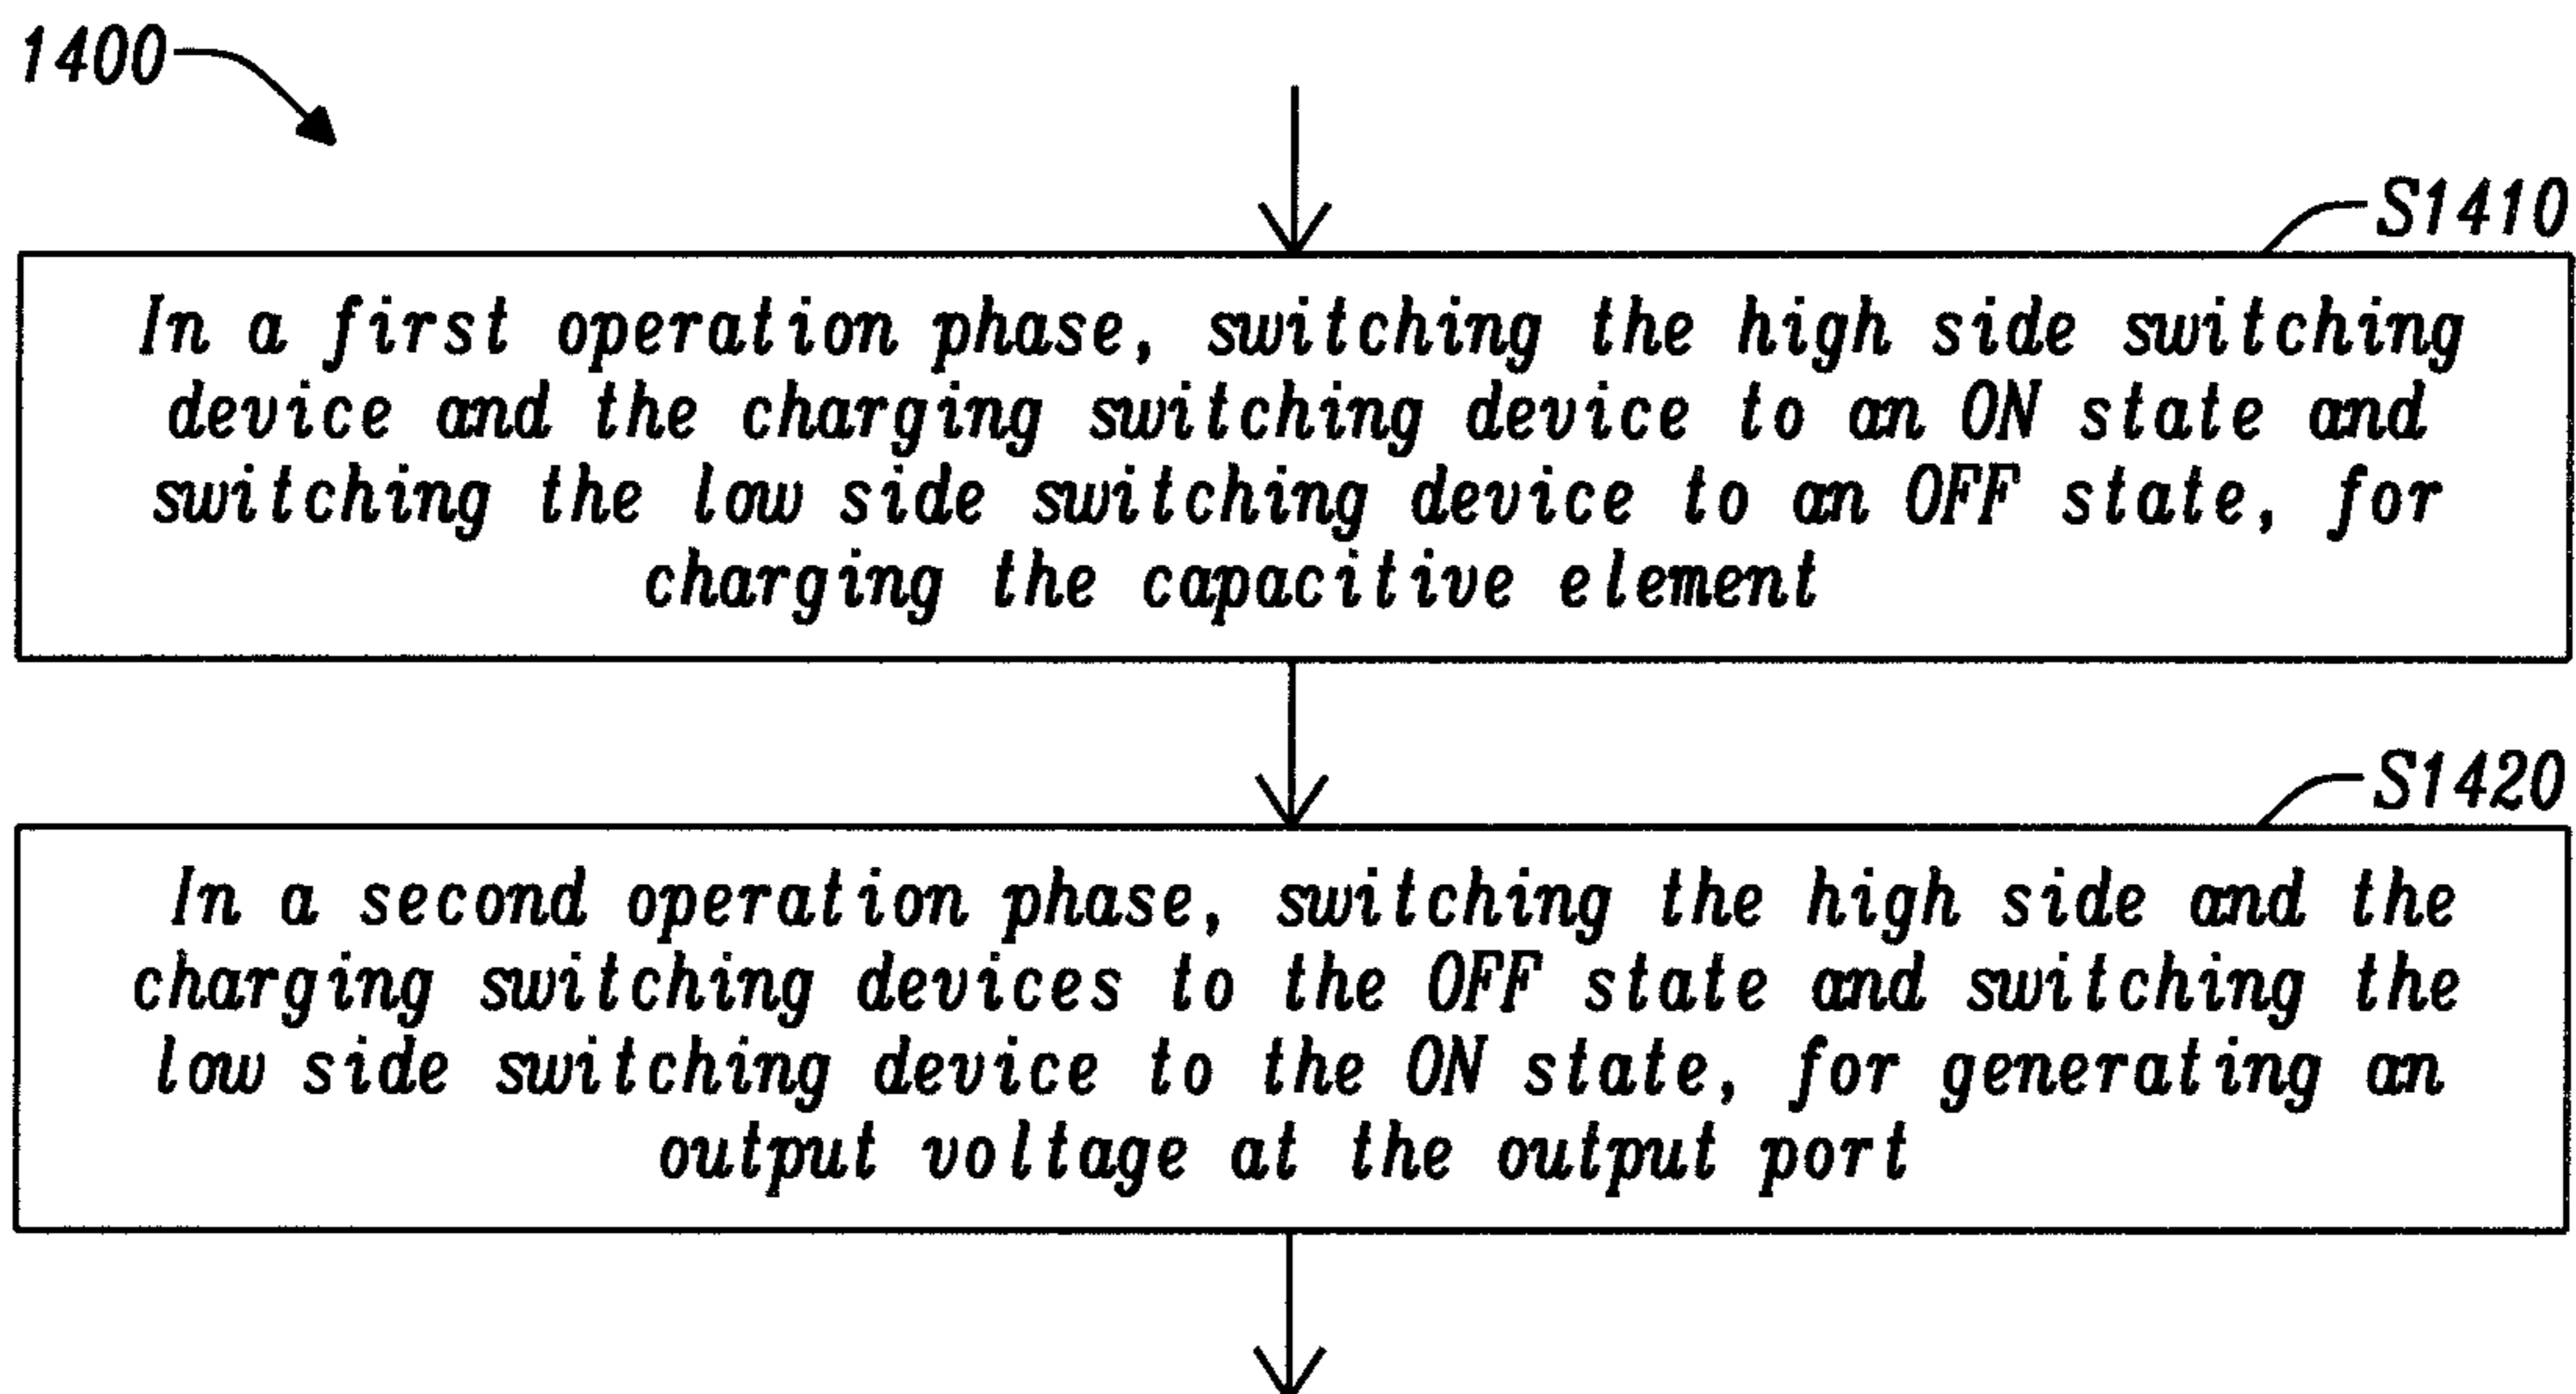 1400
S1410
In a first operation phase, switching the high side switching
device and the charging switching device to an ON state and
switching the low side switching device to an OFF state, for
charging the capacitive element
S1420
In a second operation phase, switching the high side and the
charging switching devices to the OFF state and switching the
low side switching device to the ON state, for generating an
output voltage at the output port